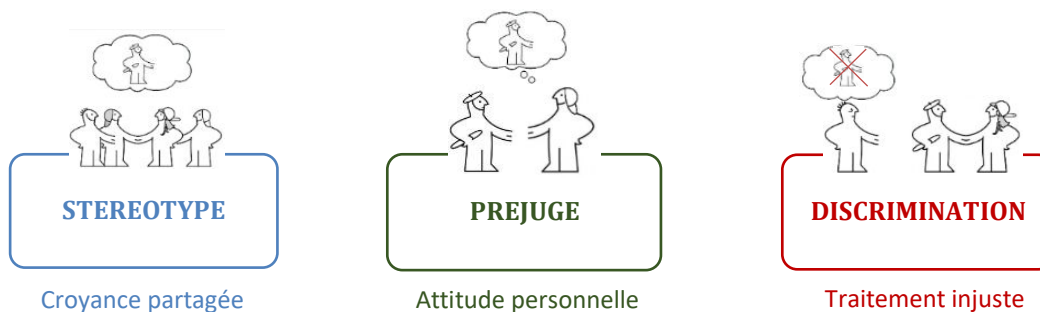 STEREOTYPE
PREJUGE
DISCRIMINATION
Croyance partagée
Attitude personnelle
Traitement injuste